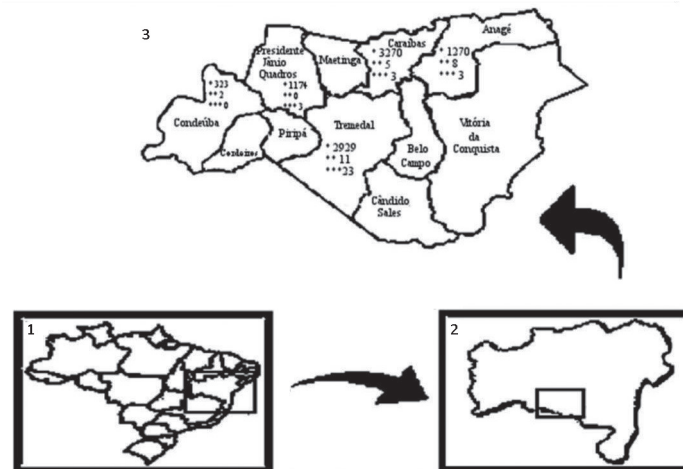 3
Anagé
* 1270
** 8
*** 3
Caraíbas
* 3270
** 5
*** 3
Maetinga
Presidente
Jânio
Quadros
*1174
**0
*** 3
*323
**2
*** 0
Condeúba
Cordeiros
Piripá
Tremedal
* 2929
** 11
***23
Belo
Campo
Vitória
da
Conquista
Cândido
Sales
1
2